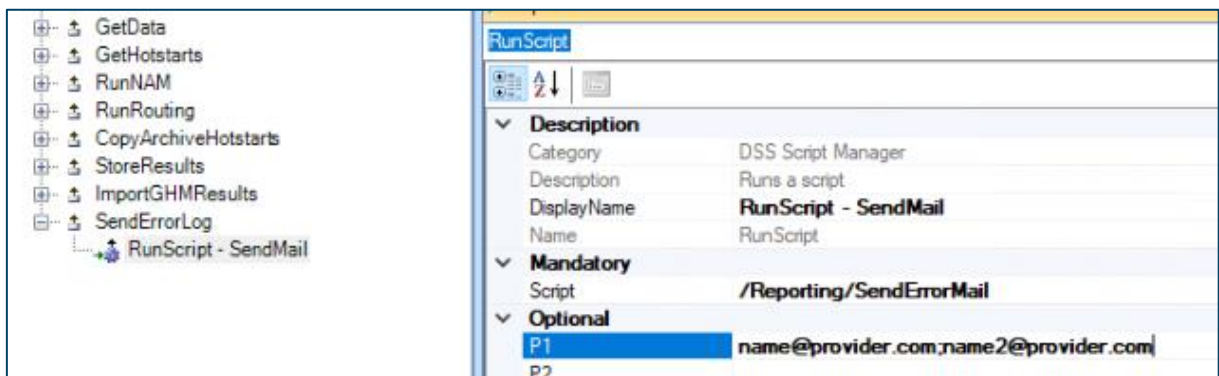 GetData
GetHotstarts
RunNAM
RunRouting
CopyArchiveHotstarts
StoreResults
ImportGHMResults
SendErrorLog
RunScript - SendMail
RunScript
Description
Category DSS Script Manager
Description Runs a script
DisplayName RunScript - SendMail
Name RunScript
Mandatory
Script /Reporting/SendErrorMail
Optional
P1 name@provider.com;name2@provider.com
P2